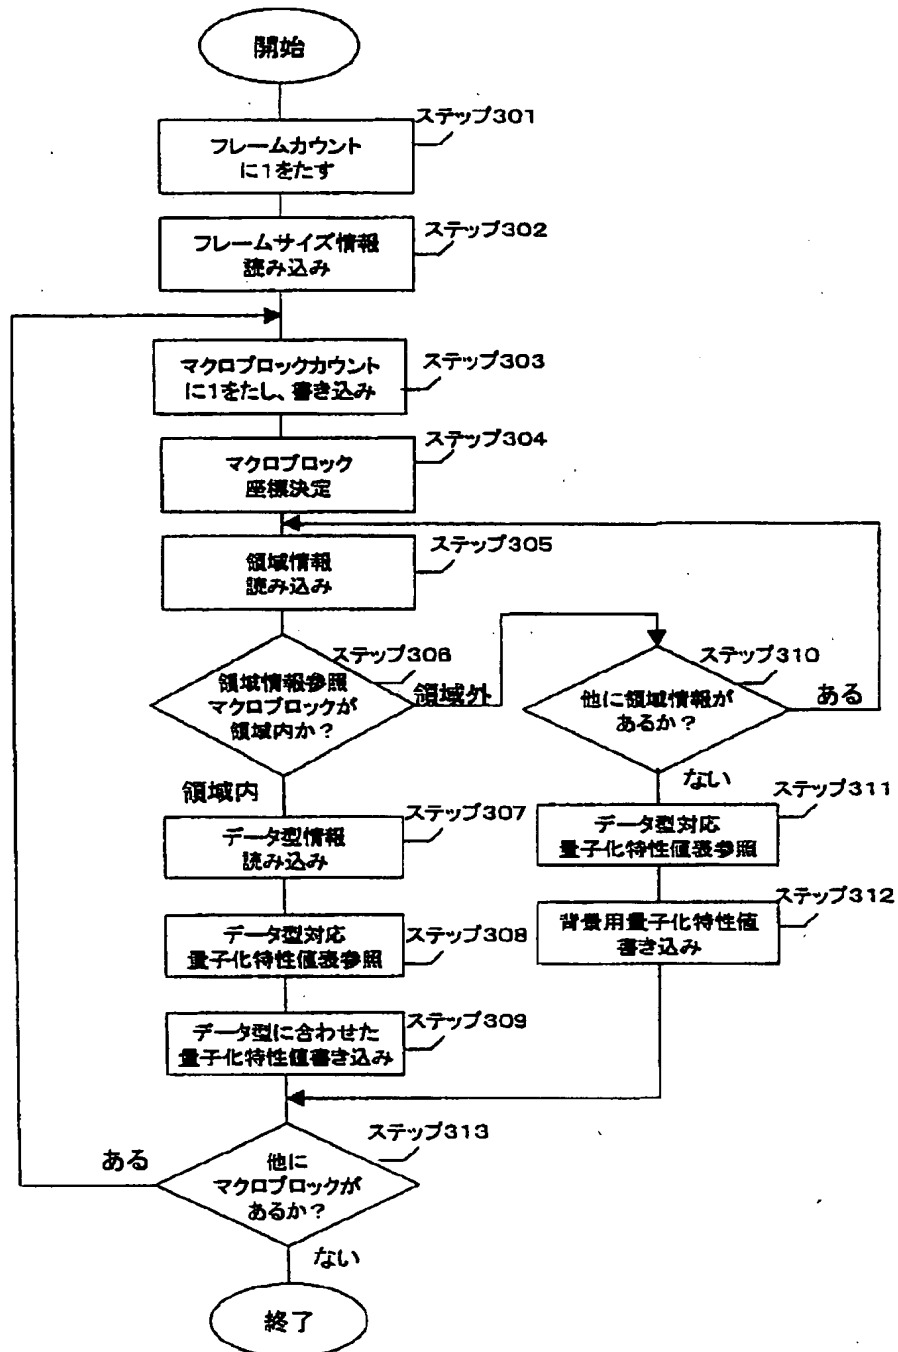 開始
ステップ301
フレームカウント
に1をたす
ステップ302
フレームサイズ情報
読み込み
ステップ303
マクロブロックカウント
に1をたし、書き込み
ステップ304
マクロブロック
座標決定
ステップ305
領域情報
読み込み
ステップ306
領域情報参照
マクロブロックが
領域内か?
領域外
ステップ310
他に領域情報が
あるか?
ある
領域内
ない
ステップ307
データ型情報
読み込み
ステップ311
データ型対応
量子化特性値表参照
ステップ308
データ型対応
量子化特性値表参照
ステップ312
背景用量子化特性値
書き込み
ステップ309
データ型に合わせた
量子化特性値書き込み
ステップ313
他に
マクロブロックが
あるか?
ある
ない
終了